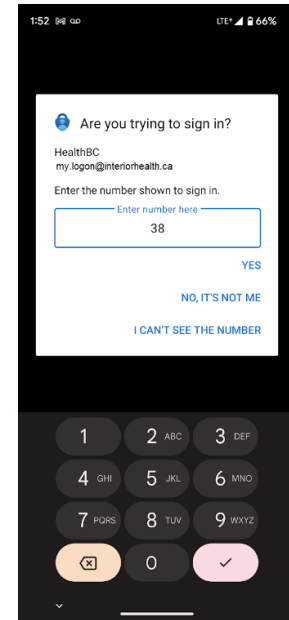 1:52
LTE+ 66%
Are you trying to sign in?
HealthBC
my.logon@interiorhealth.ca
Enter the number shown to sign in.
Enter number here
38
YES
NO, IT'S NOT ME
I CAN'T SEE THE NUMBER
1 2 ABC 3 DEF
4 GHI 5 JKL 6 MNO
7 PQRS 8 TUV 9 WXYZ
0